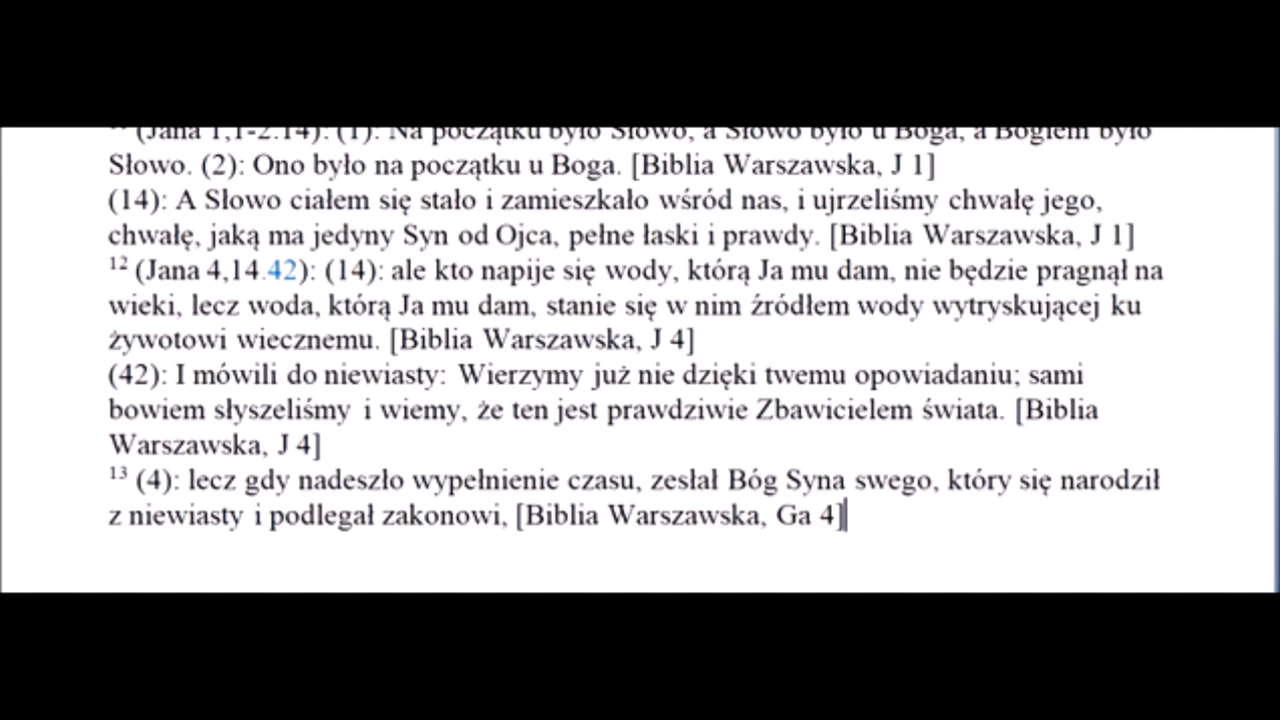 (Jana 1,1-2.14): (1): Na początku było Słowo, a Słowo było u Boga, a Bogiem było
Słowo. (2): Ono było na początku u Boga. [Biblia Warszawska, J 1]
(14): A Słowo ciałem się stało i zamieszkało wśród nas, i ujrzeliśmy chwałę jego,
chwałę, jaką ma jedyny Syn od Ojca, pełne łaski i prawdy. [Biblia Warszawska, J 1]
¹² (Jana 4,14.42): (14): ale kto napije się wody, którą Ja mu dam, nie będzie pragnął na
wieki, lecz woda, którą Ja mu dam, stanie się w nim źródłem wody wytryskującej ku
żywotowi wiecznemu. [Biblia Warszawska, J 4]
(42): I mówili do niewiasty: Wierzymy już nie dzięki twemu opowiadaniu; sami
bowiem słyszeliśmy i wiemy, że ten jest prawdziwie Zbawicielem świata. [Biblia
Warszawska, J 4]
¹³ (4): lecz gdy nadeszło wypełnienie czasu, zesłał Bóg Syna swego, który się narodził
z niewiasty i podlegał zakonowi, [Biblia Warszawska, Ga 4]